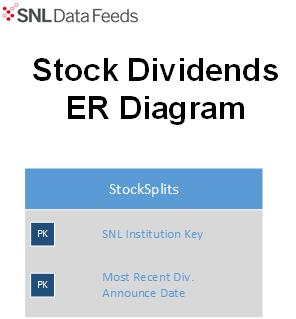 SNL Data Feeds
Stock Dividends
ER Diagram
StockSplits
PK SNL Institution Key
PK Most Recent Div.
Announce Date